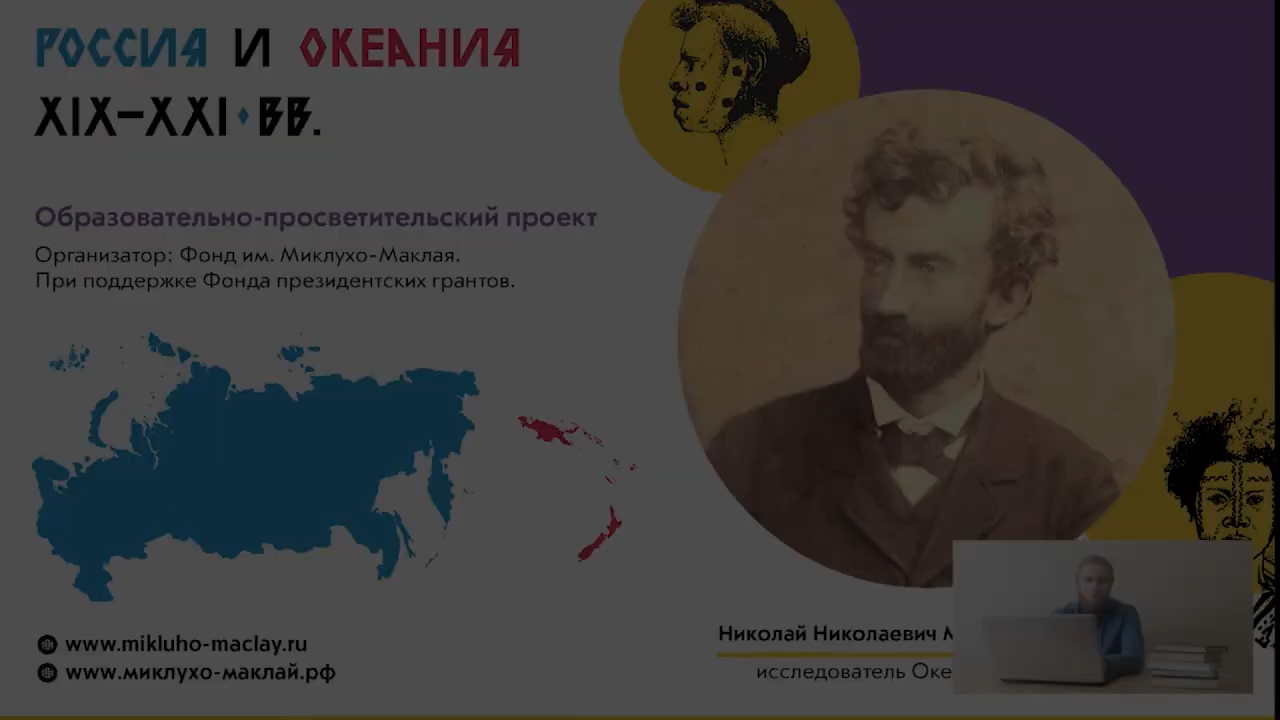 РОССИЯ И ОКЕАНИЯ
XIX–XXI·ВВ.
Образовательно-просветительский проект
Организатор: Фонд им. Миклухо-Маклая.
При поддержке Фонда президентских грантов.
www.mikluho-maclay.ru
www.миклухо-маклай.рф
Николай Николаевич
исследователь